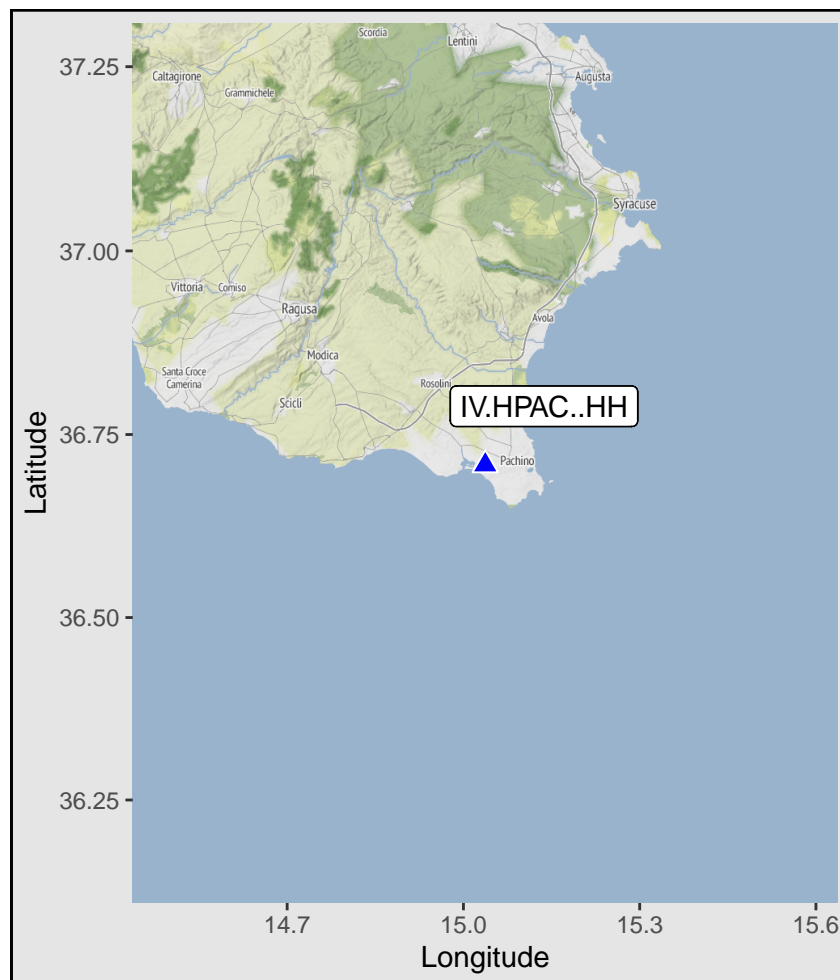 Scordia
Lentini
37.25
Caltagirone
Augusta
Grammichele
Syracuse
37.00
Vittoria
Comiso
Ragusa
Avola
Modica
Santa Croce
Camerina
Rosolini
Scicli
IV.HPAC..HH
36.75
Pachino
Latitude
36.50
36.25
14.7
15.0
15.3
15.6
Longitude